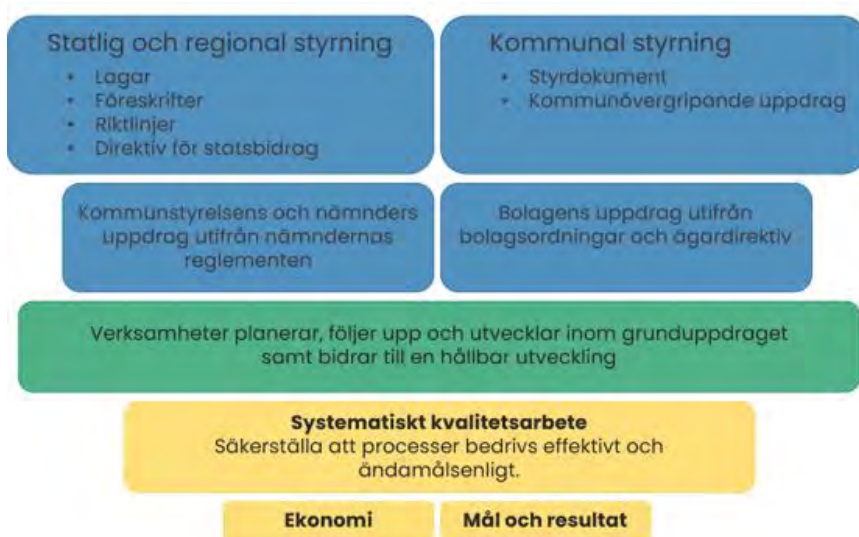 Statlig och regional styrning
• Lagar
• Föreskrifter
• Riktlinjer
• Direktiv för statsbidrag
Kommunal styrning
• Styrdokument
• Kommunövergripande uppdrag
Kommunstyrelsens och nämnders
uppdrag utifrån nämndernas
reglementen
Bolagens uppdrag utifrån
bolagsordningar och ägardirektiv
Verksamheter planerar, följer upp och utvecklar inom grunduppdraget
samt bidrar till en hållbar utveckling
Systematiskt kvalitetsarbete
Säkerställa att processer bedrivs effektivt och
ändamålsenligt.
Ekonomi
Mål och resultat